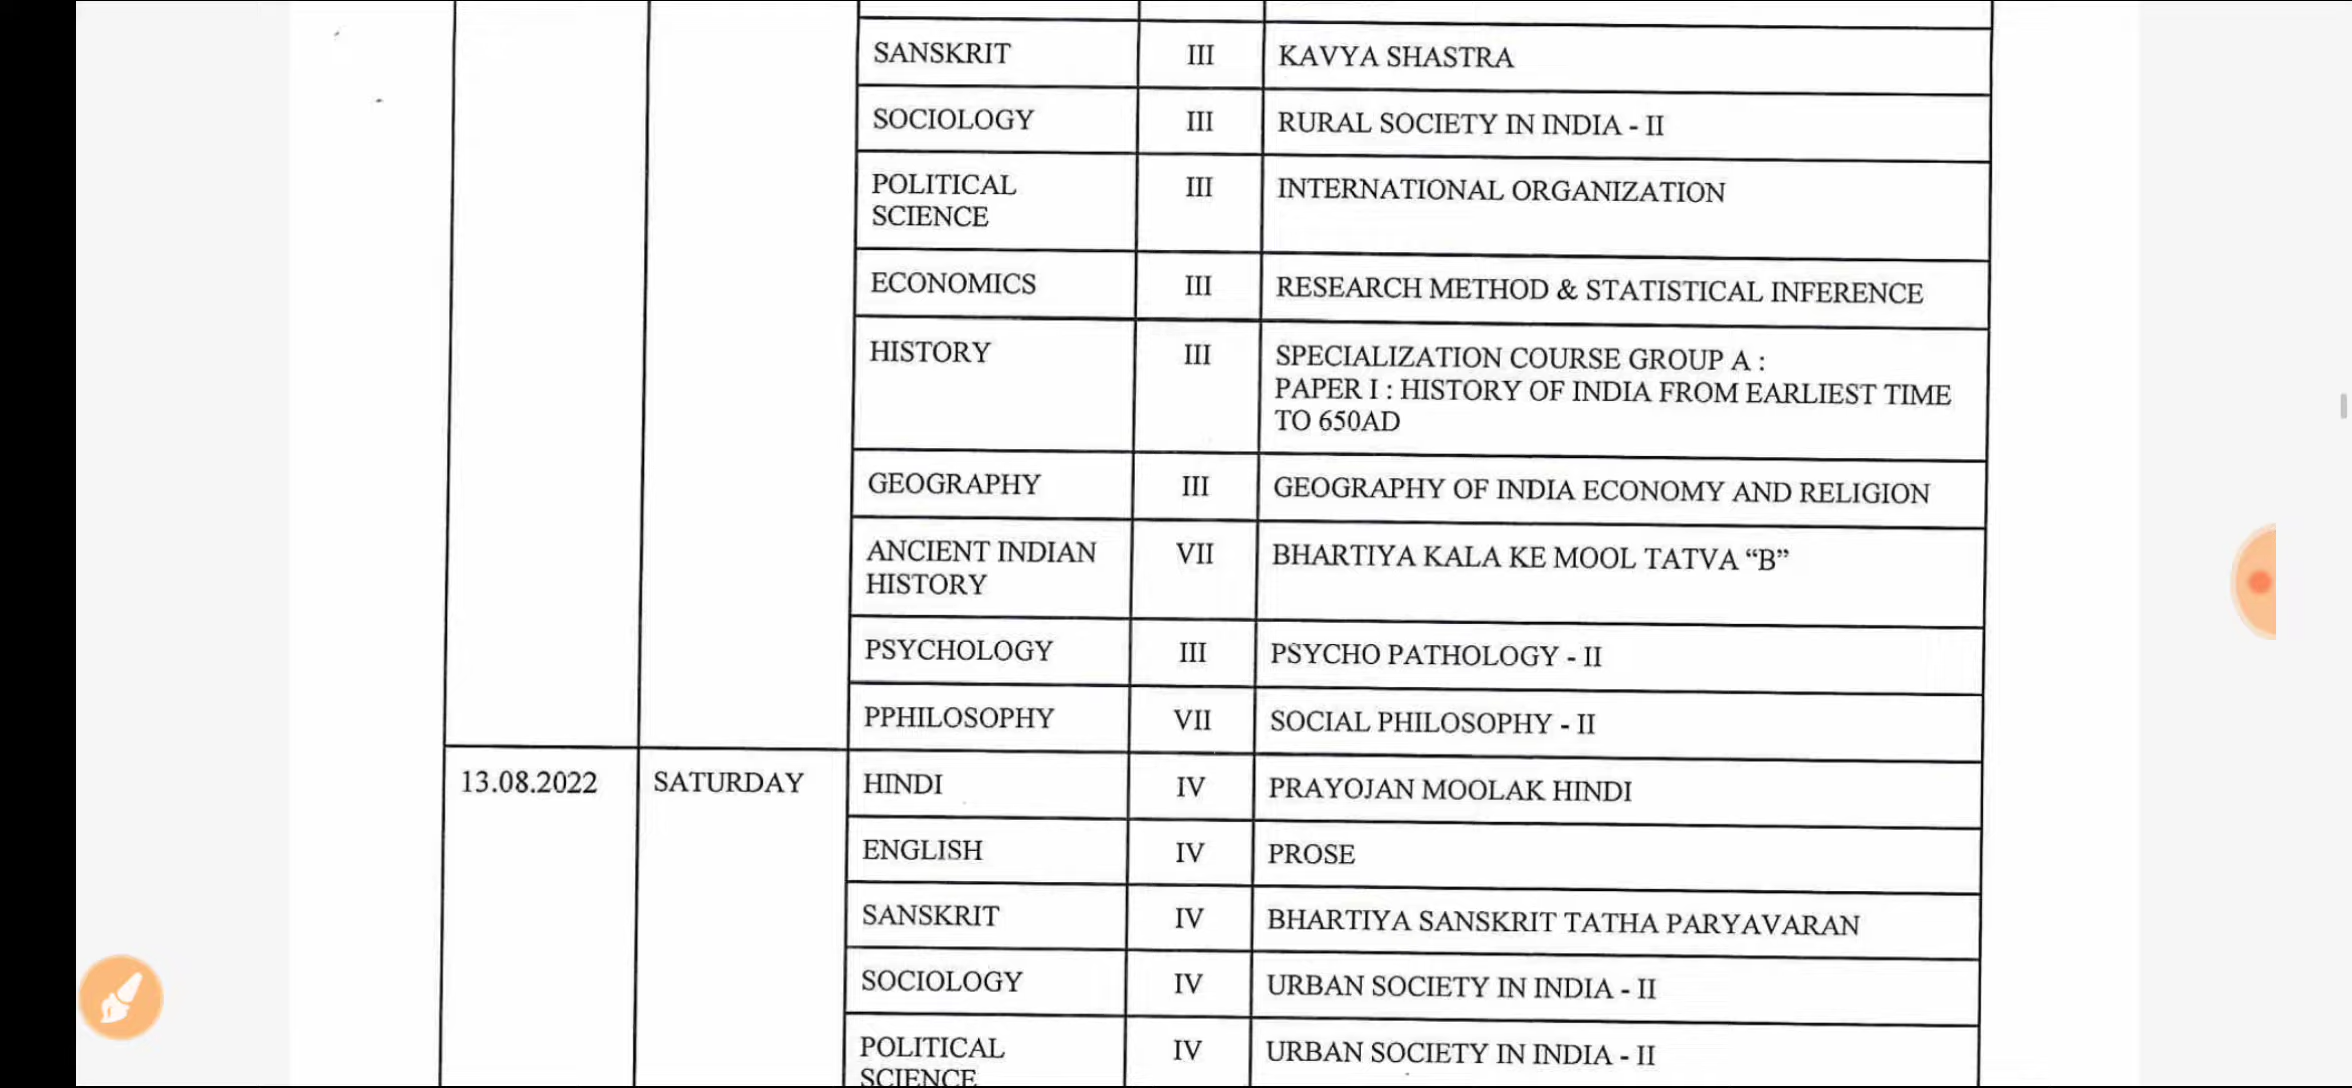 SANSKRIT III KAVYA SHASTRA
SOCIOLOGY III RURAL SOCIETY IN INDIA - II
POLITICAL III INTERNATIONAL ORGANIZATION
SCIENCE
ECONOMICS III RESEARCH METHOD & STATISTICAL INFERENCE
HISTORY III SPECIALIZATION COURSE GROUP A :
PAPER I : HISTORY OF INDIA FROM EARLIEST TIME
TO 650AD
GEOGRAPHY III GEOGRAPHY OF INDIA ECONOMY AND RELIGION
ANCIENT INDIAN VII BHARTIYA KALA KE MOOL TATVA “B”
HISTORY
PSYCHOLOGY III PSYCHO PATHOLOGY - II
PPHILOSOPHY VII SOCIAL PHILOSOPHY - II
13.08.2022 SATURDAY HINDI IV PRAYOJAN MOOLAK HINDI
ENGLISH IV PROSE
SANSKRIT IV BHARTIYA SANSKRIT TATHA PARYAVARAN
SOCIOLOGY IV URBAN SOCIETY IN INDIA - II
POLITICAL IV URBAN SOCIETY IN INDIA - II
SCIENCE